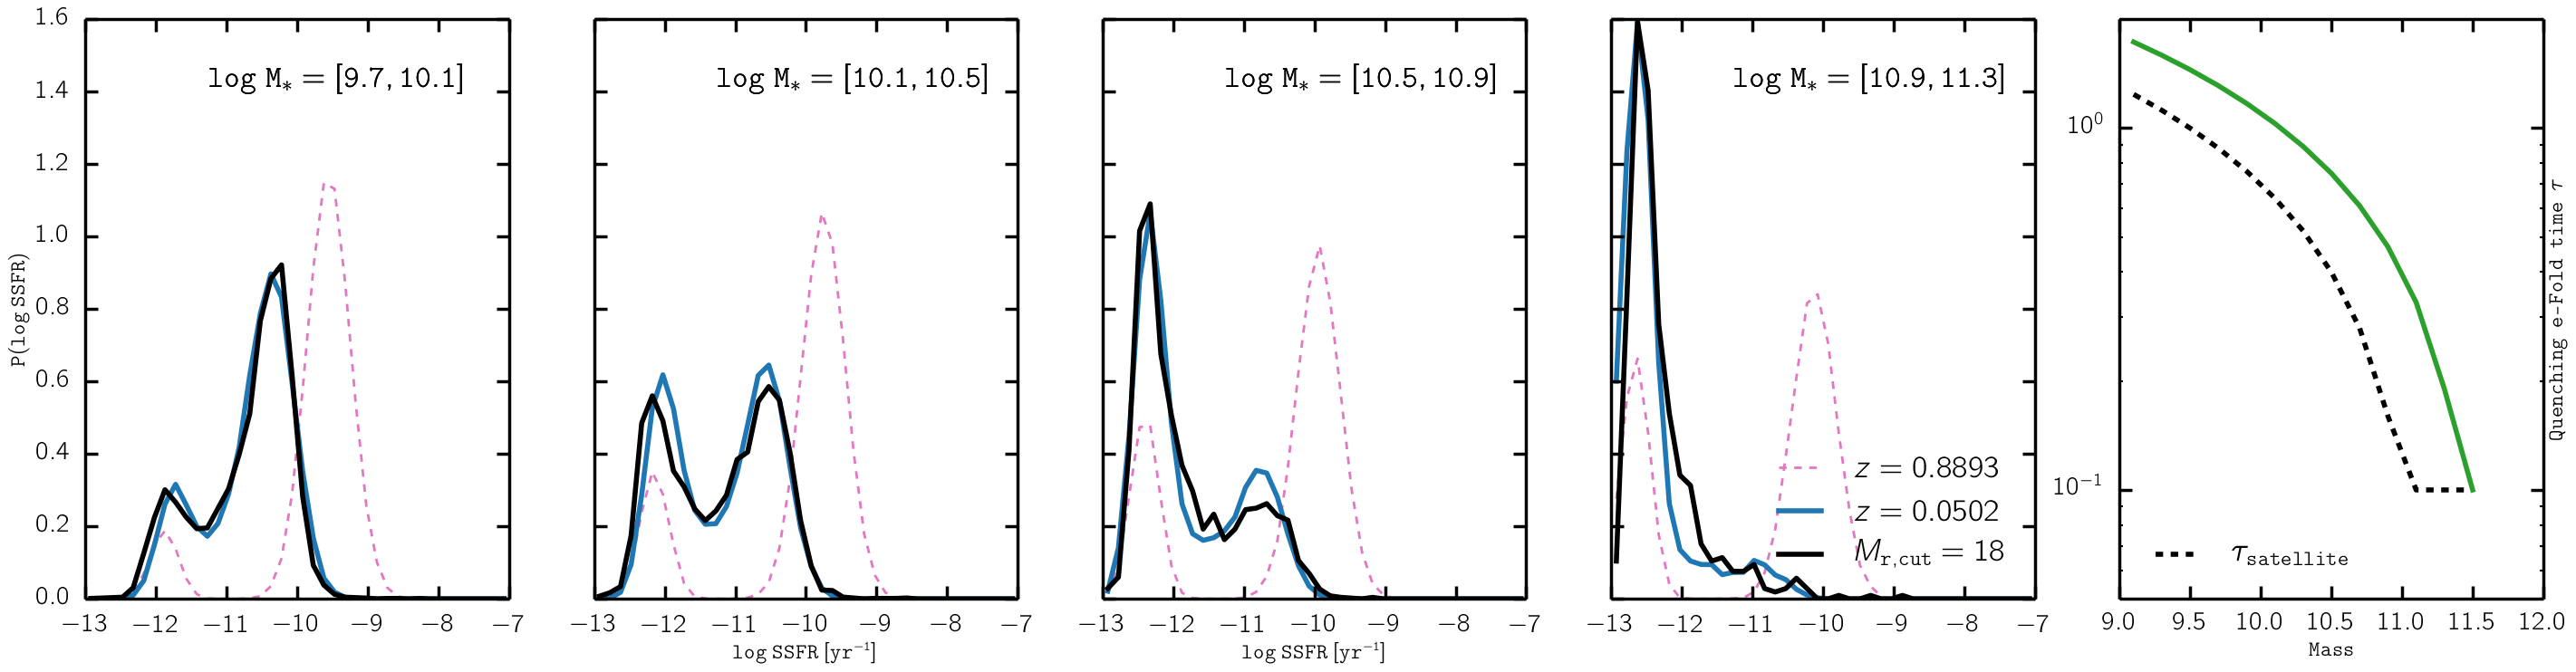 1.6
1.4
1.2
1.0
0.8
0.6
0.4
0.2
0.0
P(log SSFR)
log M* = [9.7, 10.1]
−13 −12 −11 −10 −9 −8 −7
log M* = [10.1, 10.5]
−13 −12 −11 −10 −9 −8 −7
log SSFR [yr⁻¹]
log M* = [10.5, 10.9]
−13 −12 −11 −10 −9 −8 −7
log SSFR [yr⁻¹]
log M* = [10.9, 11.3]
z = 0.8893
z = 0.0502
M_r,cut = 18
−13 −12 −11 −10 −9 −8 −7
10⁰
10⁻¹
τ_satellite
9.0 9.5 10.0 10.5 11.0 11.5 12.0
Mass
Quenching e-Fold time τ